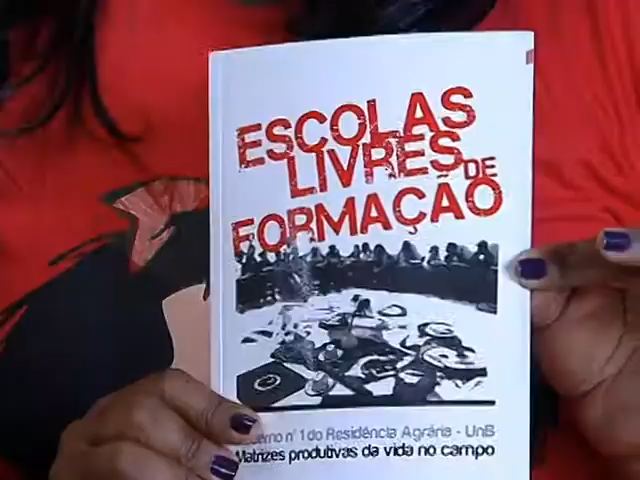 ESCOLAS
LIVRES
DE
FORMAÇÃO
nº 1 do Residência Agrária - UnB
Matrizes produtivas da vida no campo